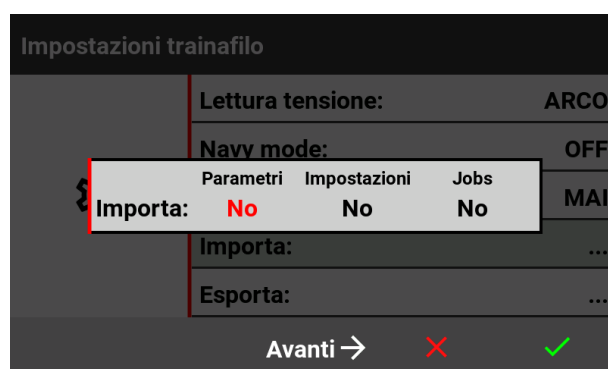 Impostazioni trainafilo
Lettura tensione: ARCO
Navy mode: OFF
Parametri Impostazioni Jobs
Importa: No No No
MAI
Importa: ...
Esporta: ...
Avanti →